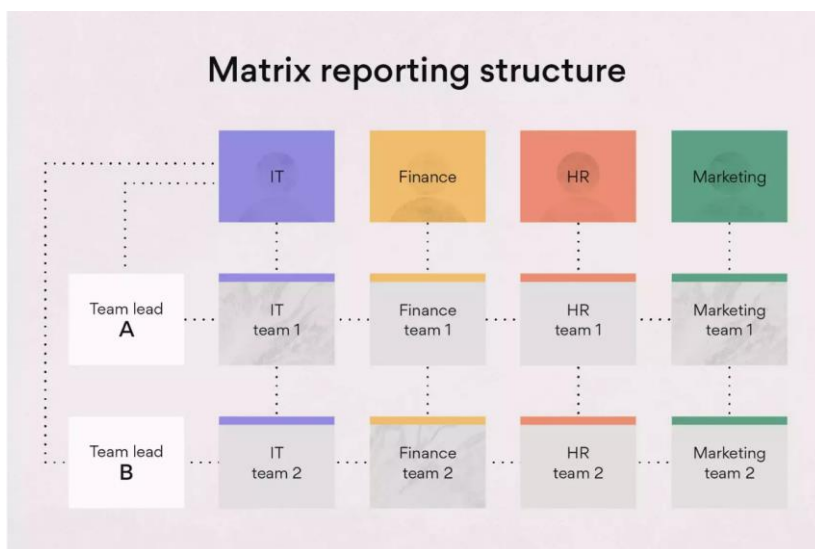 Matrix reporting structure
IT
Finance
HR
Marketing
Team lead
A
IT
team 1
Finance
team 1
HR
team 1
Marketing
team 1
Team lead
B
IT
team 2
Finance
team 2
HR
team 2
Marketing
team 2